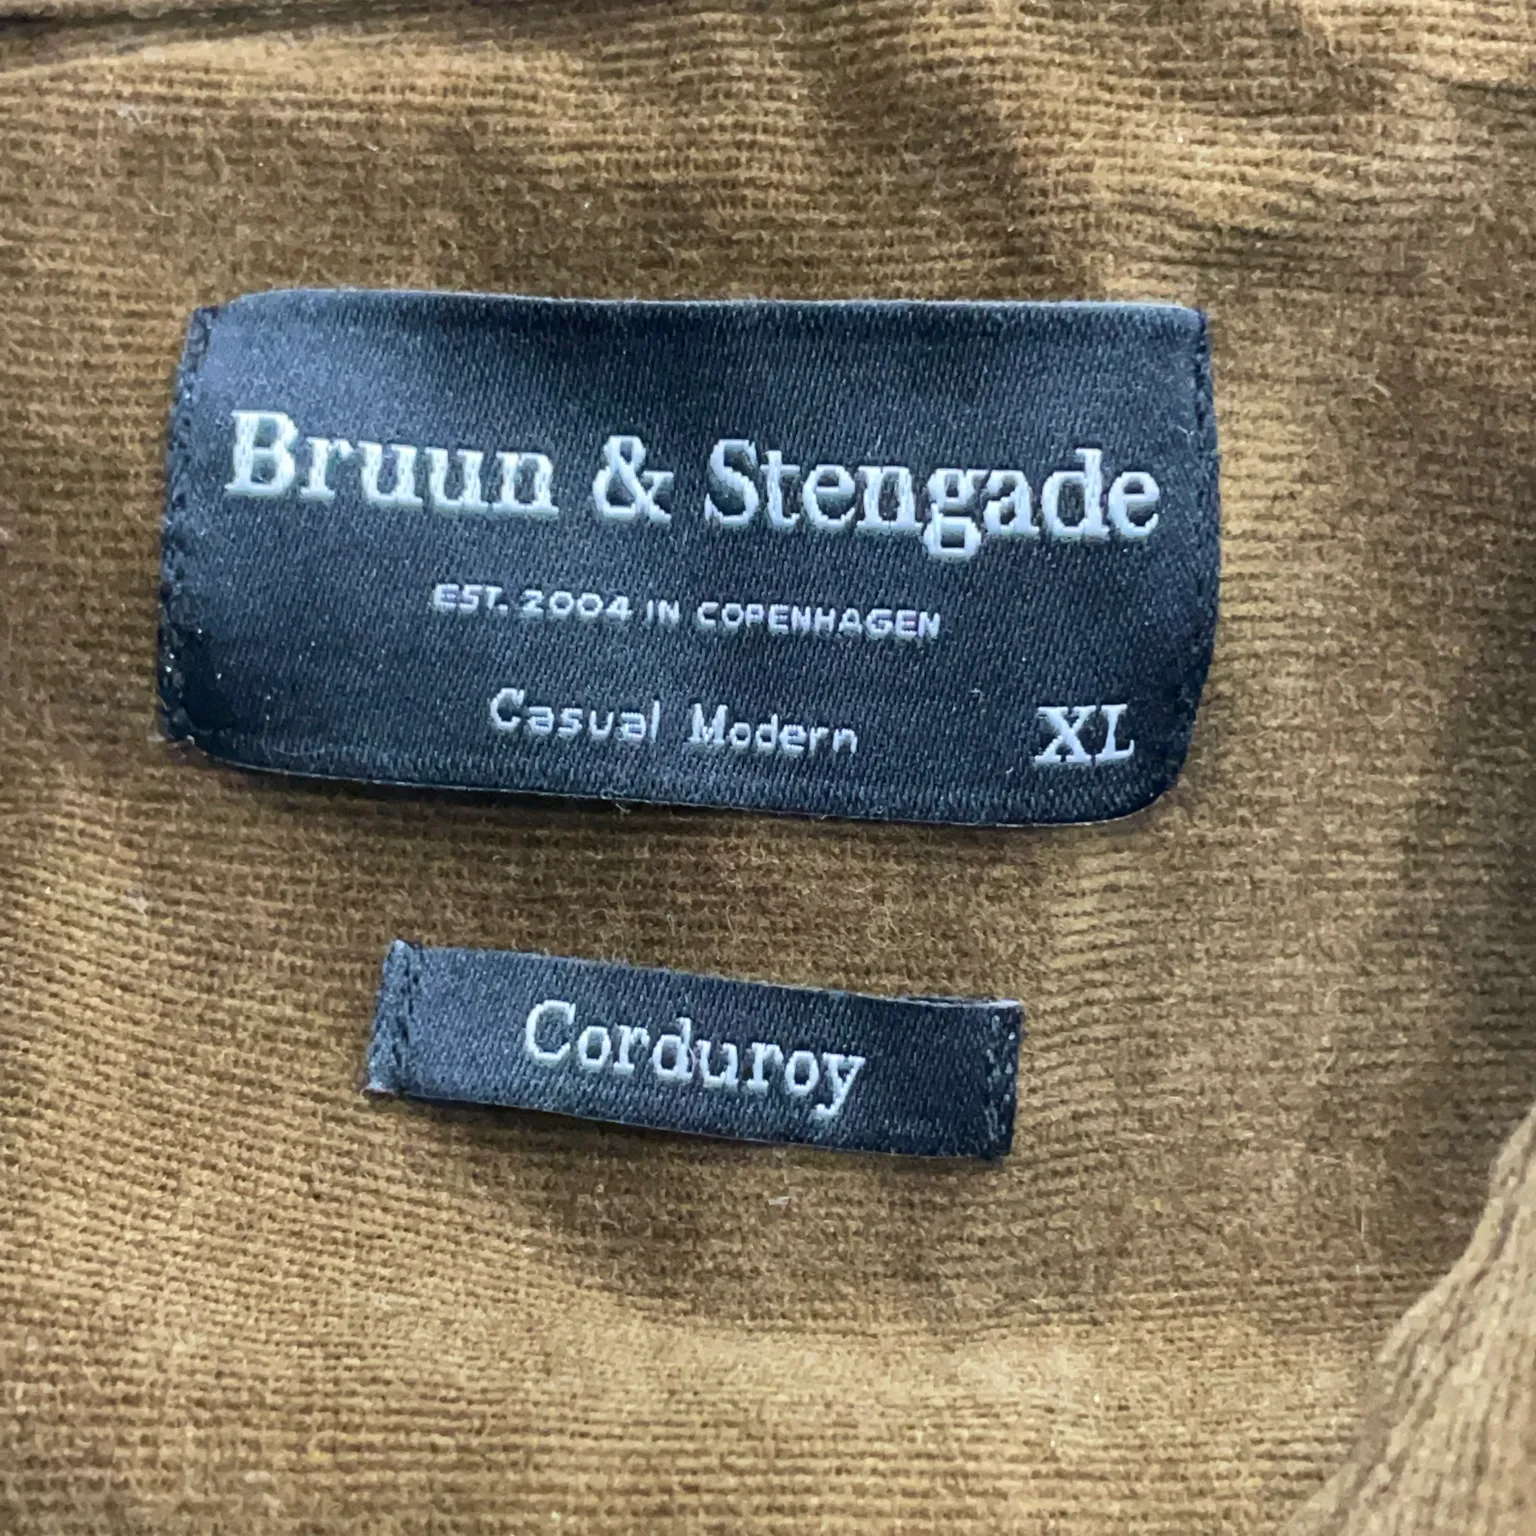 Bruun & Stengade
EST. 2004 IN COPENHAGEN
Casual Modern XL
Corduroy